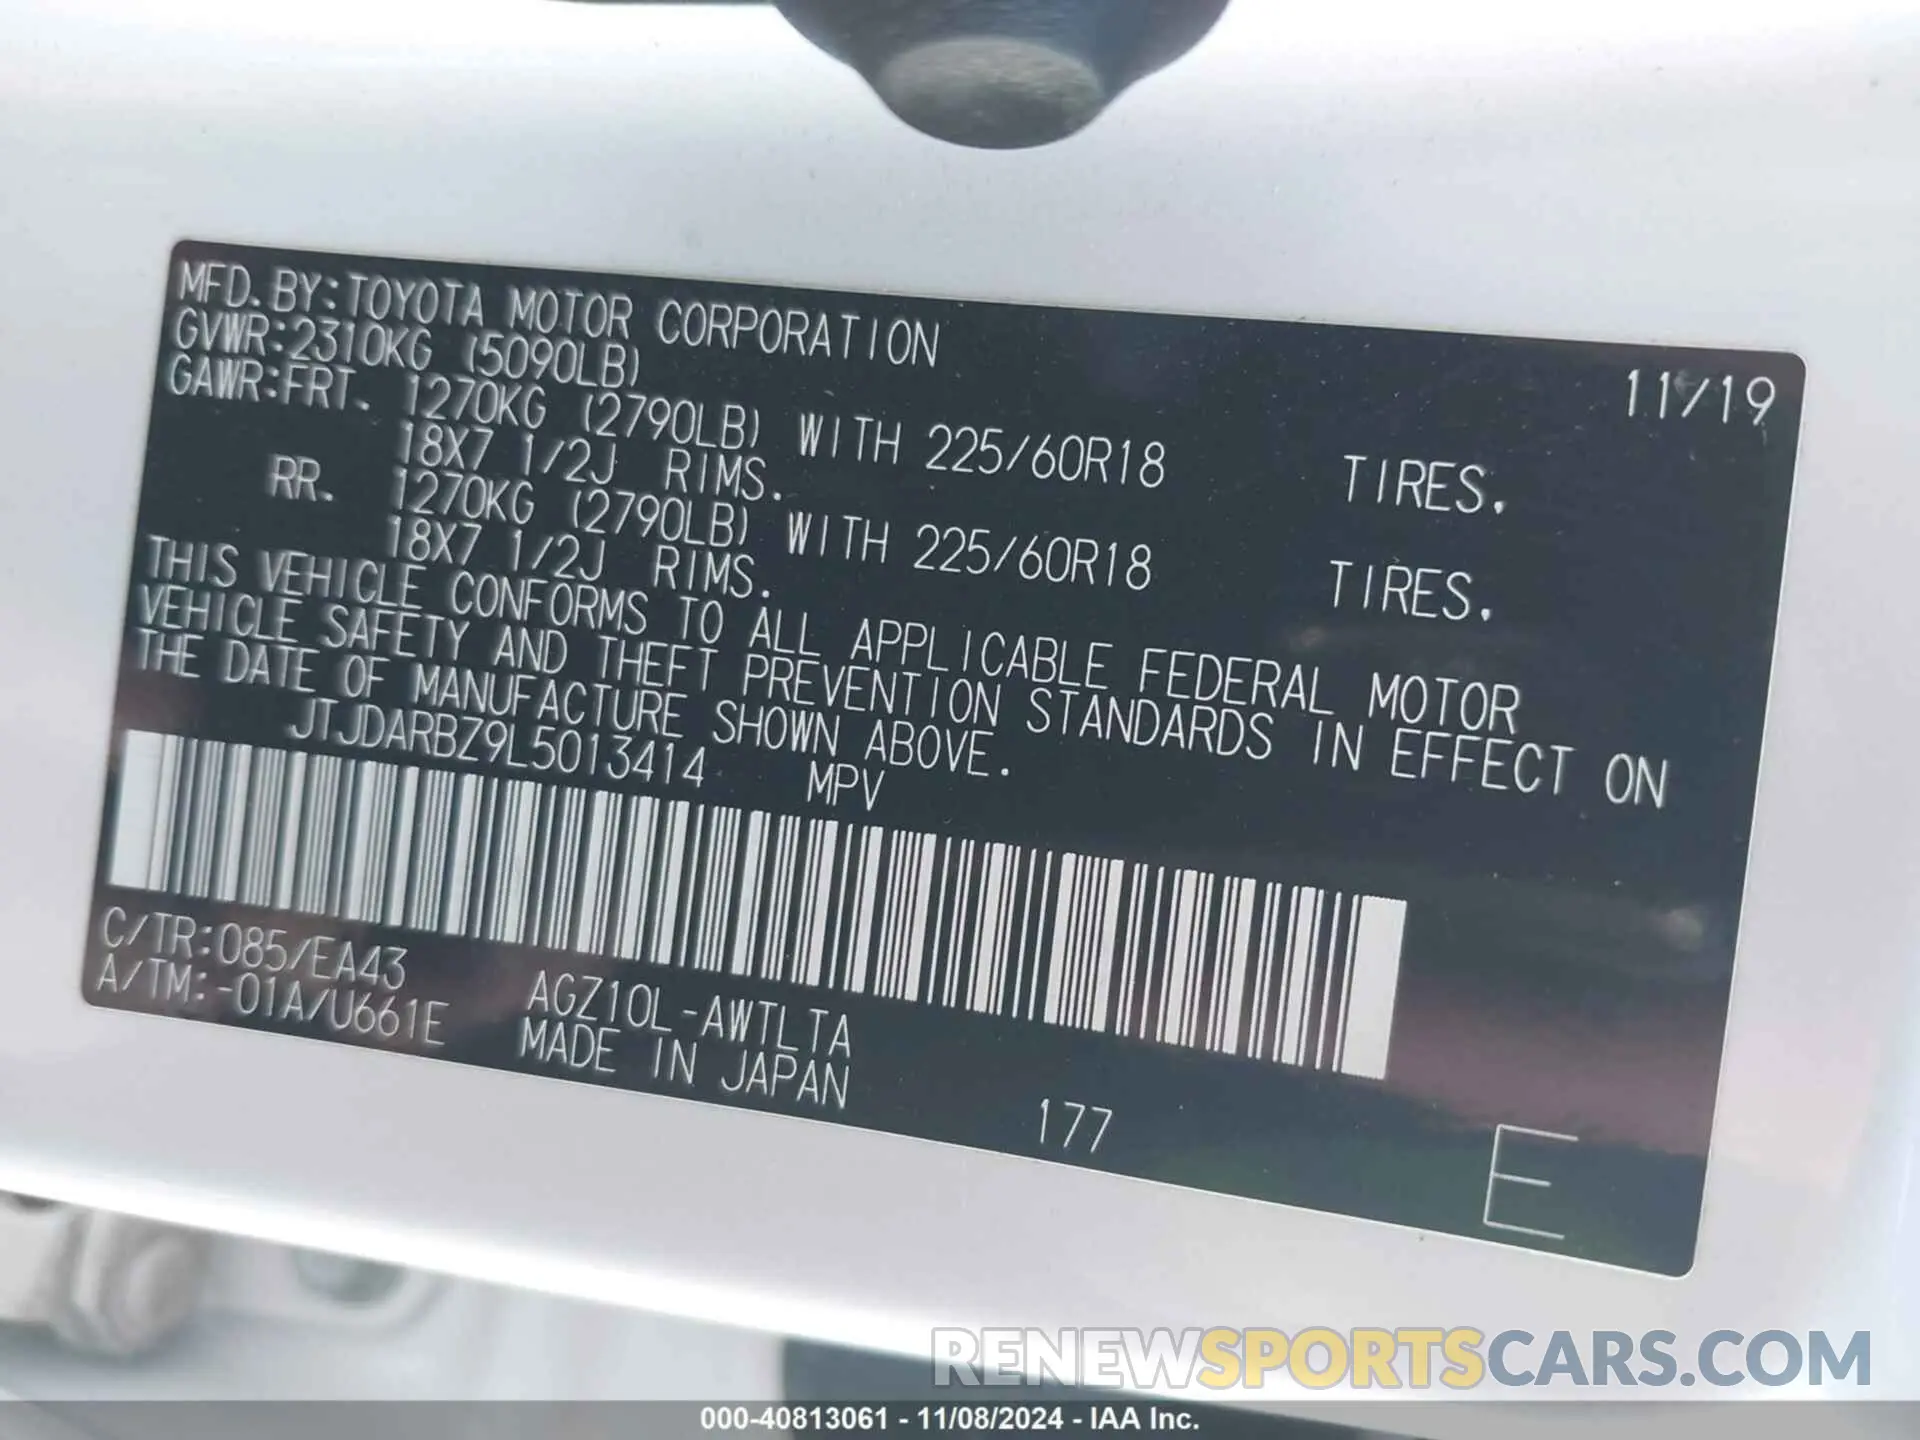 MFD. BY: TOYOTA MOTOR CORPORATION 11/19
GVWR: 2310KG (5090LB)
GAWR: FRT. 1270KG (2790LB) WITH 225/60R18 TIRES.
18X7 1/2J RIMS.
RR. 1270KG (2790LB) WITH 225/60R18 TIRES.
18X7 1/2J RIMS.
THIS VEHICLE CONFORMS TO ALL APPLICABLE FEDERAL MOTOR
VEHICLE SAFETY AND THEFT PREVENTION STANDARDS IN EFFECT ON
THE DATE OF MANUFACTURE SHOWN ABOVE.
JTJDARBZ9L5013414 MPV
C/TR: 085/EA43 AGZ10L-AWTLTA
A/TM: -01A/U661E MADE IN JAPAN
177
E
RENEWSPORTSCARS.COM
000-40813061 - 11/08/2024 - IAA Inc.